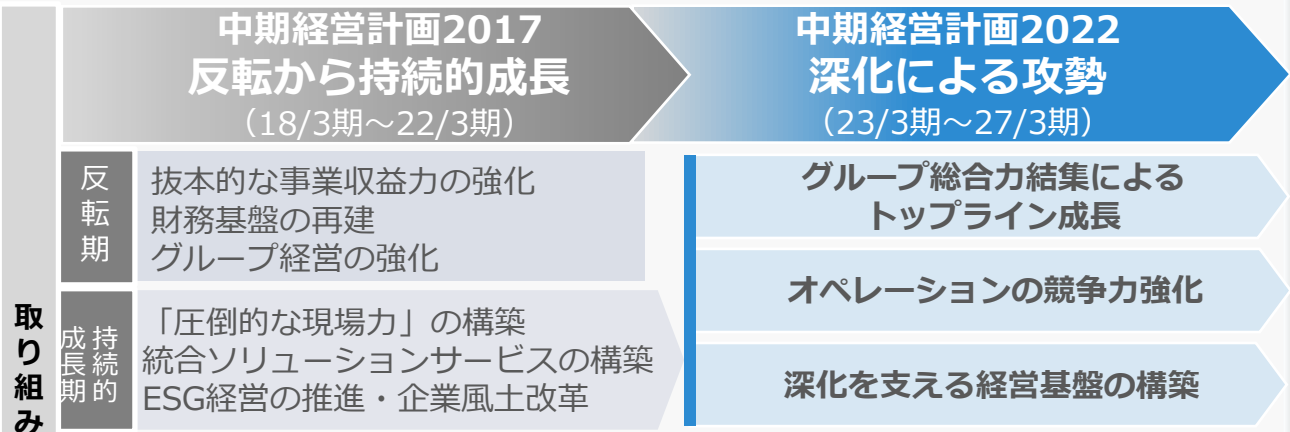 中期経営計画2017
反転から持続的成長
（18/3期～22/3期）
中期経営計画2022
深化による攻勢
（23/3期～27/3期）
取り組み
反転期
抜本的な事業収益力の強化
財務基盤の再建
グループ経営の強化
持続的
成長期
「圧倒的な現場力」の構築
統合ソリューションサービスの構築
ESG経営の推進・企業風土改革
グループ総合力結集による
トップライン成長
オペレーションの競争力強化
深化を支える経営基盤の構築